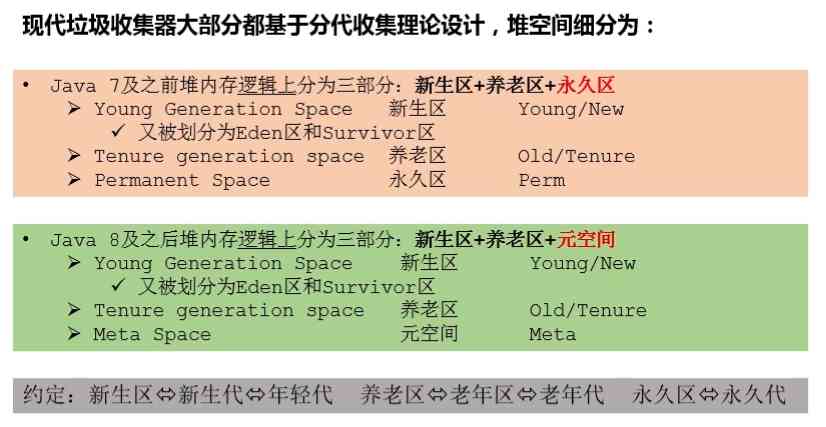 现代垃圾收集器大部分都基于分代收集理论设计，堆空间细分为：
• Java 7及之前堆内存逻辑上分为三部分：新生区+养老区+永久区
➢ Young Generation Space 新生区 Young/New
✓ 又被划分为Eden区和Survivor区
➢ Tenure generation space 养老区 Old/Tenure
➢ Permanent Space 永久区 Perm
• Java 8及之后堆内存逻辑上分为三部分：新生区+养老区+元空间
➢ Young Generation Space 新生区 Young/New
✓ 又被划分为Eden区和Survivor区
➢ Tenure generation space 养老区 Old/Tenure
➢ Meta Space 元空间 Meta
约定：新生区⇔新生代⇔年轻代 养老区⇔老年区⇔老年代 永久区⇔永久代